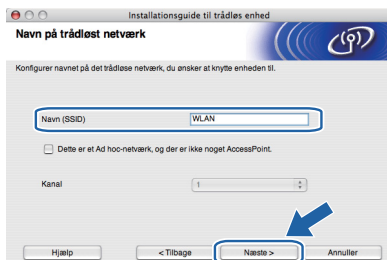 Installationsguide til trådløs enhed
Navn på trådløst netværk
Konfigurer navnet på det trådløse netværk, du ønsker at knytte enheden til.
Navn (SSID) WLAN
Dette er et Ad hoc-netværk, og der er ikke noget AccessPoint.
Kanal 1
Hjælp < Tilbage Næste > Annuller